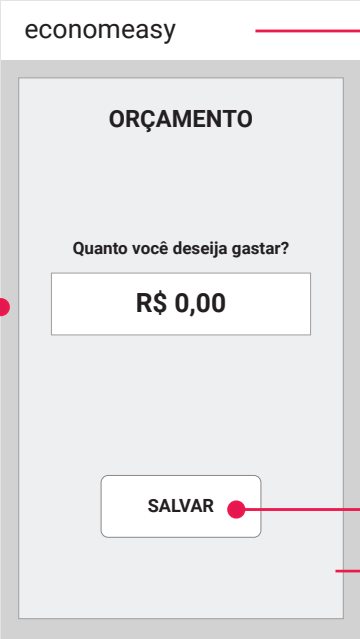 economeasy
ORÇAMENTO
Quanto você deseija gastar?
R$ 0,00
SALVAR